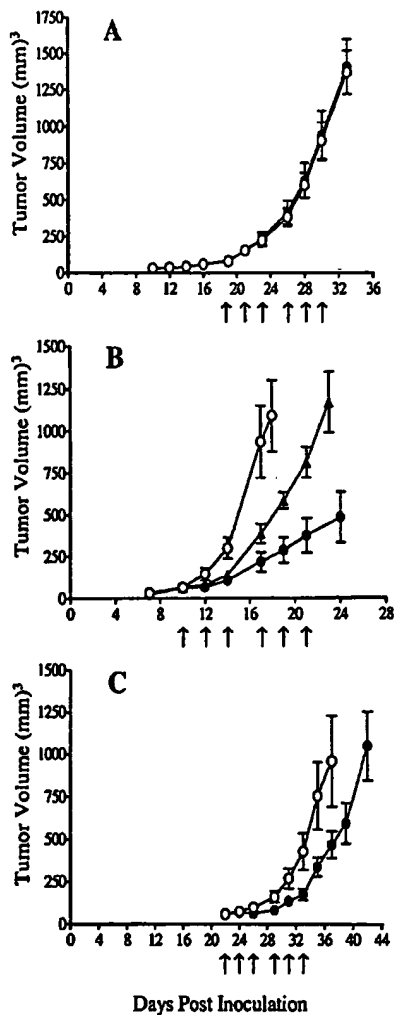 A
Tumor Volume (mm)³
1750
1500
1250
1000
750
500
250
0
0 4 8 12 16 20 24 28 32 36
↑ ↑ ↑ ↑ ↑ ↑
B
Tumor Volume (mm)³
1500
1250
1000
750
500
250
0
0 4 8 12 16 20 24 28
↑ ↑ ↑ ↑ ↑ ↑
C
Tumor Volume (mm)³
1500
1250
1000
750
500
250
0
0 4 8 12 16 20 24 28 32 36 40 44
↑ ↑ ↑ ↑ ↑ ↑
Days Post Inoculation